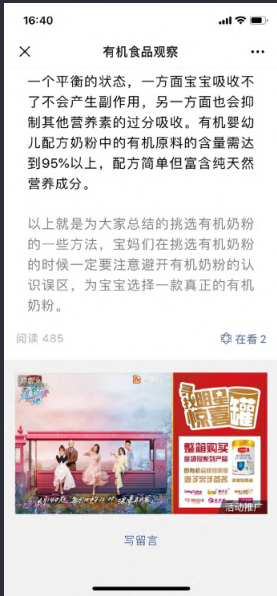 16:40
有机食品观察
一个平衡的状态，一方面宝宝吸收不
了不会产生副作用，另一方面也会抑
制其他营养素的过分吸收。有机婴幼
儿配方奶粉中的有机原料的含量需达
到95%以上，配方简单但富含纯天然
营养成分。
以上就是为大家总结的挑选有机奶粉
的一些方法，宝妈们在挑选有机奶粉
的时候一定要注意避开有机奶粉的认
识误区，为宝宝选择一款真正的有机
奶粉。
阅读 485
在看 2
寻找明星
惊喜罐
整箱购买
活动推广
写留言